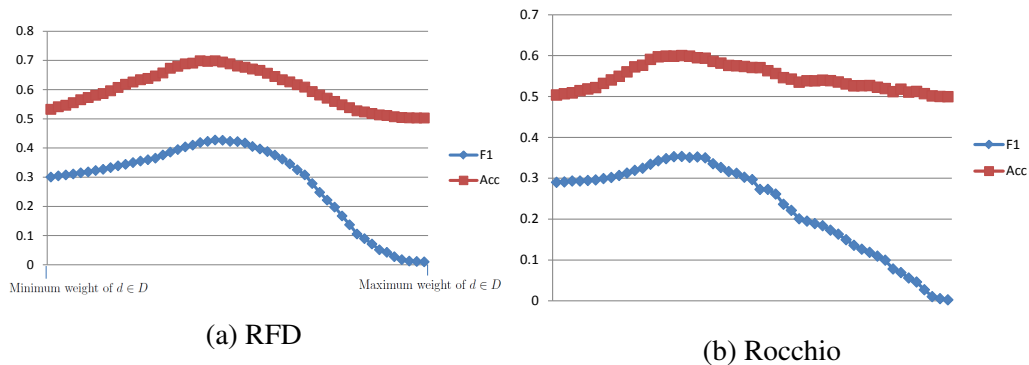 0.8
0.7
0.6
0.5
0.4
0.3
0.2
0.1
0
F1
Acc
Minimum weight of d ∈ D
Maximum weight of d ∈ D
(a) RFD
0.7
0.6
0.5
0.4
0.3
0.2
0.1
0
F1
Acc
(b) Rocchio